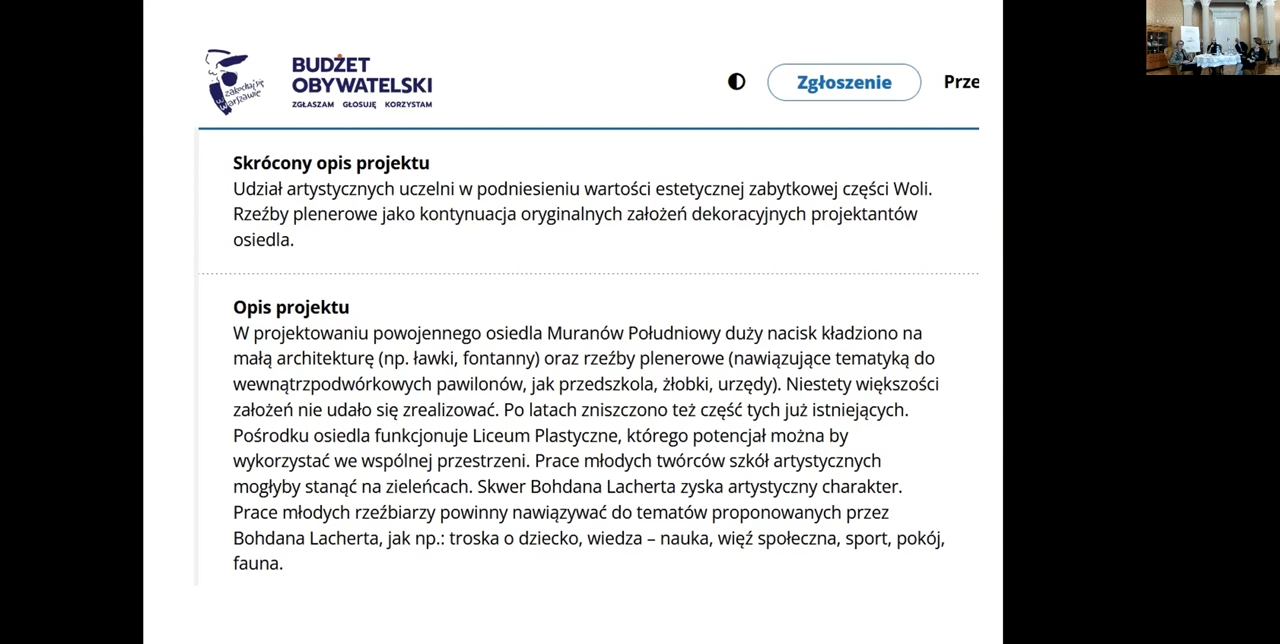 zakochaj się
w Warszawie
BUDŻET
OBYWATELSKI
ZGŁASZAM GŁOSUJĘ KORZYSTAM
Zgłoszenie
Prze
Skrócony opis projektu
Udział artystycznych uczelni w podniesieniu wartości estetycznej zabytkowej części Woli.
Rzeźby plenerowe jako kontynuacja oryginalnych założeń dekoracyjnych projektantów
osiedla.
Opis projektu
W projektowaniu powojennego osiedla Muranów Południowy duży nacisk kładziono na
małą architekturę (np. ławki, fontanny) oraz rzeźby plenerowe (nawiązujące tematyką do
wewnątrzpodwórkowych pawilonów, jak przedszkola, żłobki, urzędy). Niestety większości
założeń nie udało się zrealizować. Po latach zniszczono też część tych już istniejących.
Pośrodku osiedla funkcjonuje Liceum Plastyczne, którego potencjał można by
wykorzystać we wspólnej przestrzeni. Prace młodych twórców szkół artystycznych
mogłyby stanąć na zieleńcach. Skwer Bohdana Lacherta zyska artystyczny charakter.
Prace młodych rzeźbiarzy powinny nawiązywać do tematów proponowanych przez
Bohdana Lacherta, jak np.: troska o dziecko, wiedza – nauka, więź społeczna, sport, pokój,
fauna.